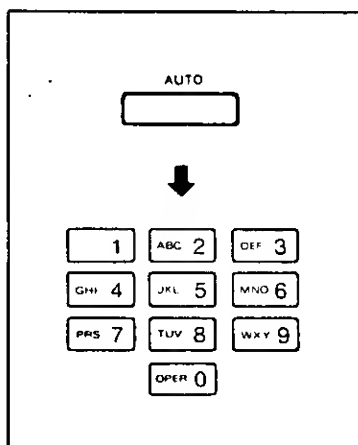 AUTO
1 ABC 2 DEF 3
GHI 4 JKL 5 MNO 6
PRS 7 TUV 8 WXY 9
OPER 0